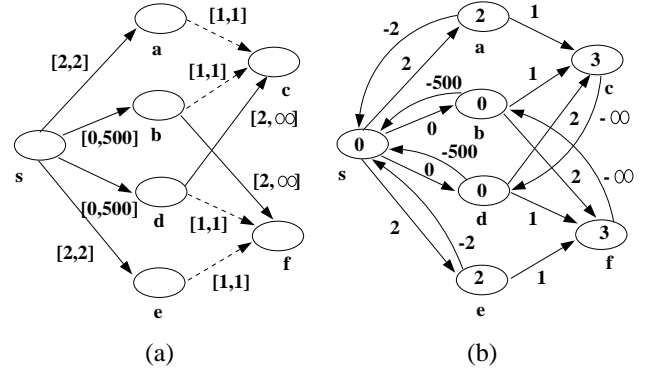 [1,1]
a
[2,2]
[1,1]
c
b
[0,500]
[2,∞]
s
[0,500]
d
[2,∞]
[1,1]
[2,2]
f
e
[1,1]
(a)
2
1
-2
a
2
3
-500
1
c
0
0
b
0
-500
2
-∞
s
0
0
2
-∞
d
1
3
2
-2
f
2
1
e
(b)